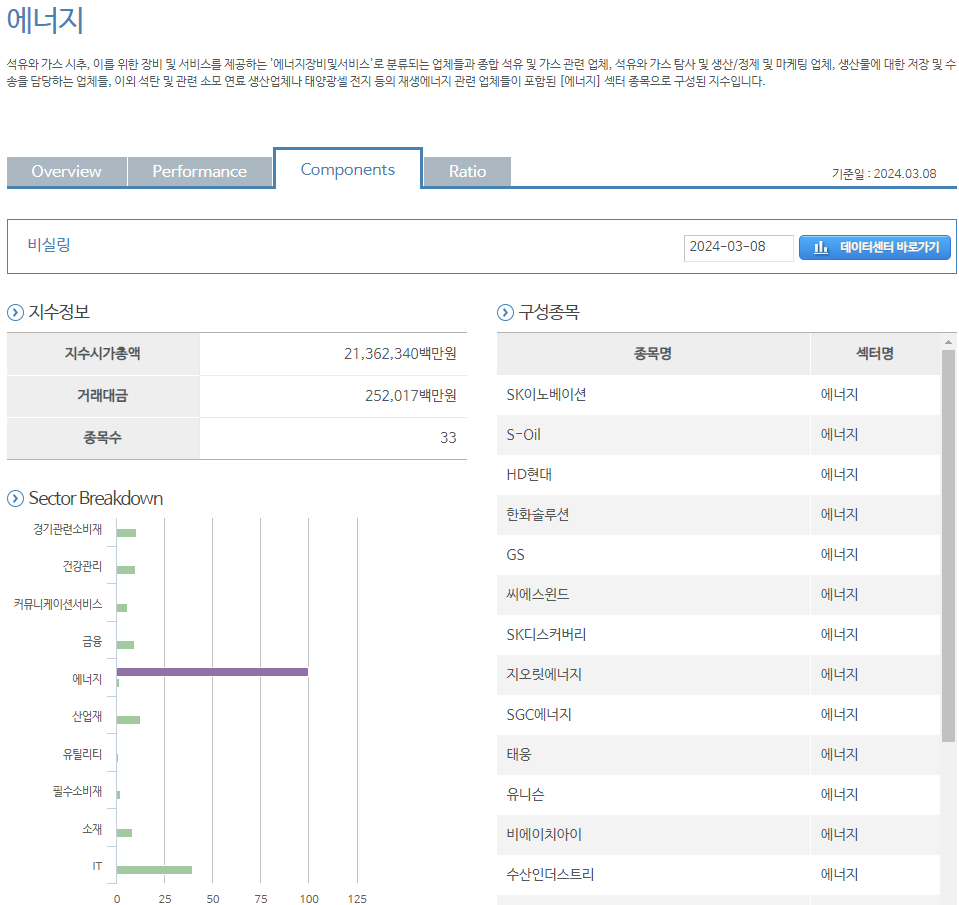 에너지
석유와 가스 시추, 이를 위한 장비 및 서비스를 제공하는 '에너지장비및서비스'로 분류되는 업체들과 종합 석유 및 가스 관련 업체, 석유와 가스 탐사 및 생산/정제 및 마케팅 업체, 생산물에 대한 저장 및 수
송을 담당하는 업체들, 이외 석탄 및 관련 소모 연료 생산업체나 태양광셀 전지 등의 재생에너지 관련 업체들이 포함된 [에너지] 섹터 종목으로 구성된 지수입니다.
Overview Performance Components Ratio
기준일 : 2024.03.08
비실링
2024-03-08
데이터센터 바로가기
지수정보
지수시가총액 21,362,340백만원
거래대금 252,017백만원
종목수 33
Sector Breakdown
경기관련소비재
건강관리
커뮤니케이션서비스
금융
에너지
산업재
유틸리티
필수소비재
소재
IT
0 25 50 75 100 125
구성종목
종목명 섹터명
SK이노베이션 에너지
S-Oil 에너지
HD현대 에너지
한화솔루션 에너지
GS 에너지
씨에스윈드 에너지
SK디스커버리 에너지
지오릿에너지 에너지
SGC에너지 에너지
태웅 에너지
유니슨 에너지
비에이치아이 에너지
수산인더스트리 에너지